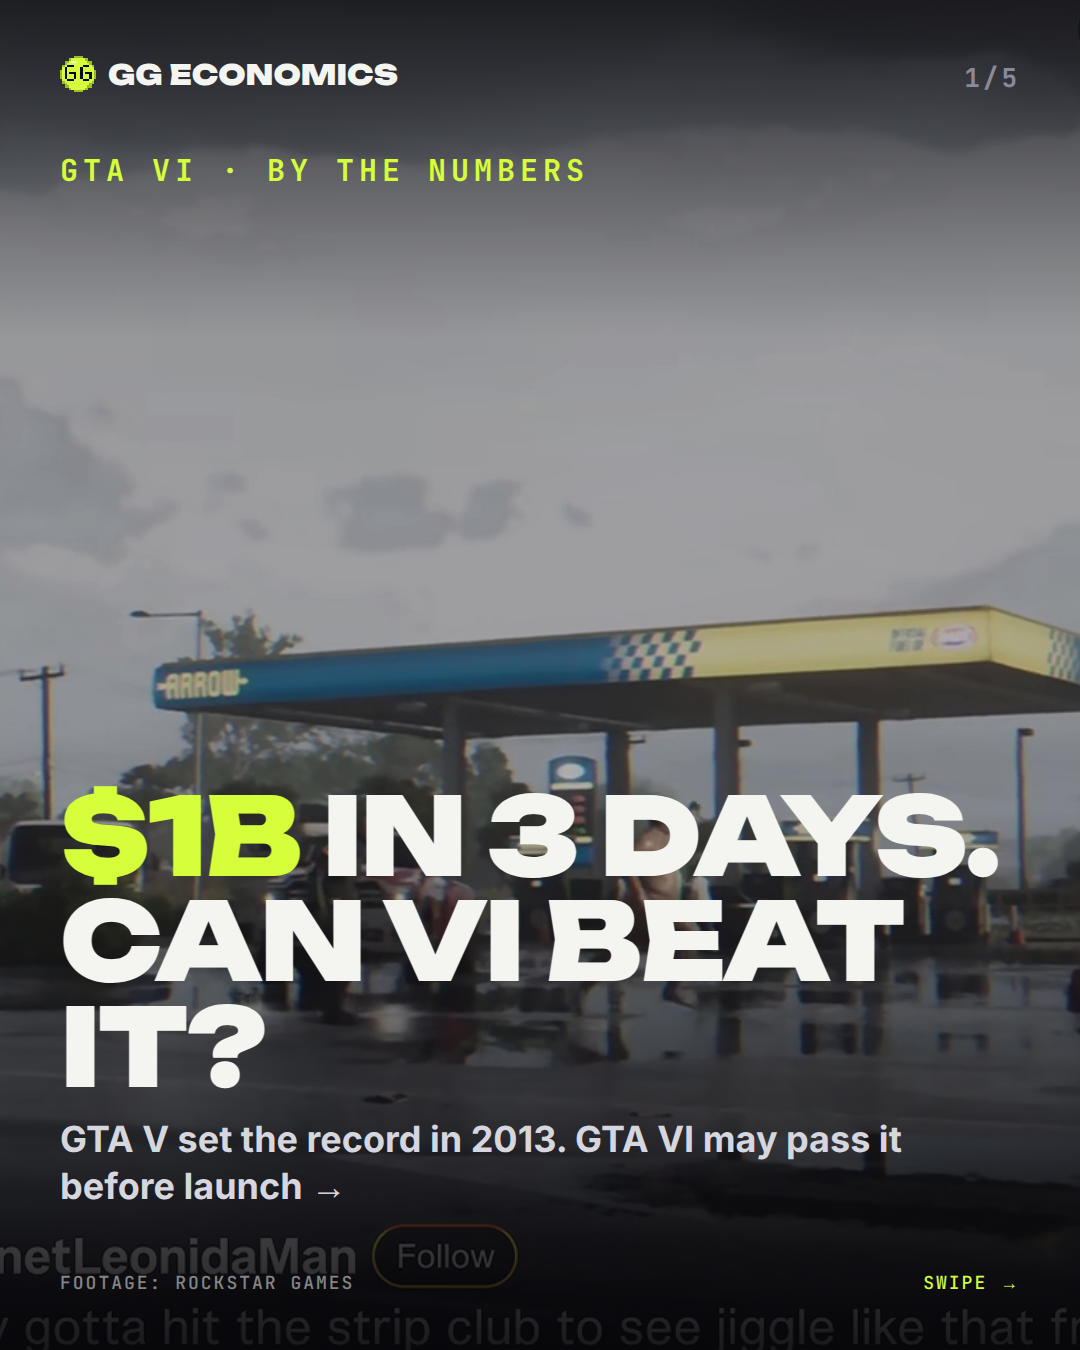 GG ECONOMICS
1/5
GTA VI · BY THE NUMBERS
ARROW
$1B IN 3 DAYS.
CAN VI BEAT
IT?
GTA V set the record in 2013. GTA VI may pass it
before launch →
netLeonidaMan Follow
FOOTAGE: ROCKSTAR GAMES
SWIPE →
gotta hit the strip club to see jiggle like that